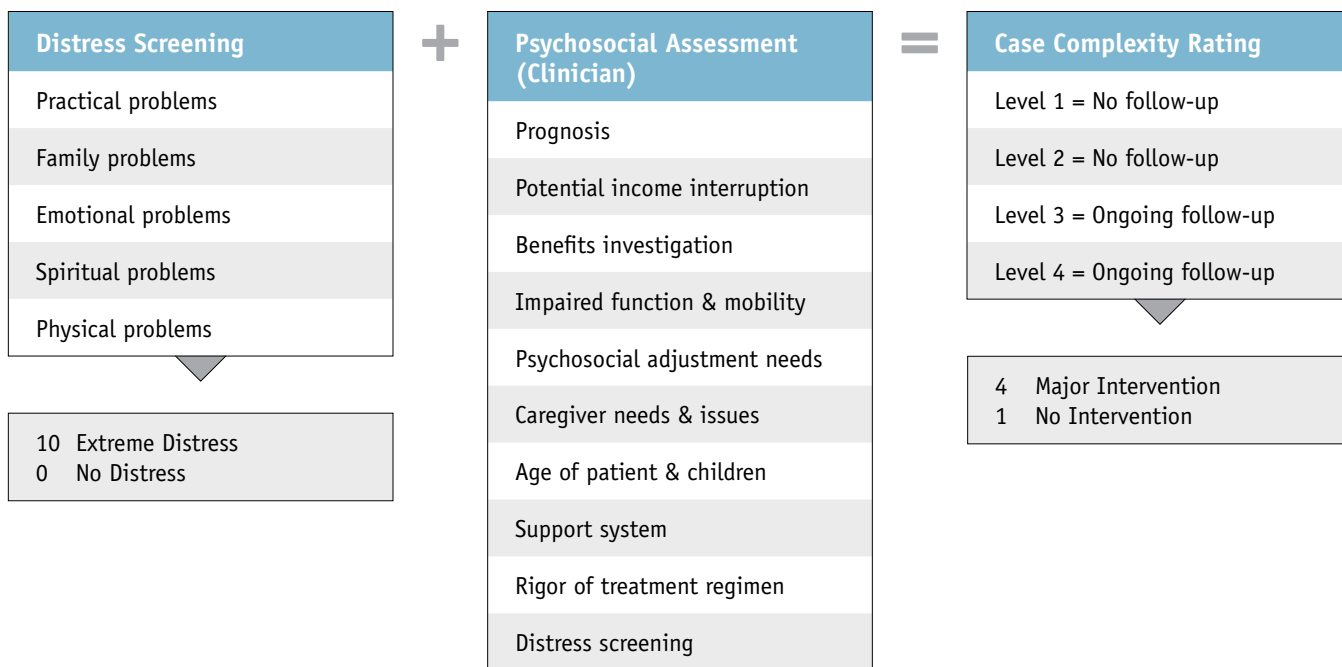 Distress Screening
Practical problems
Family problems
Emotional problems
Spiritual problems
Physical problems
10 Extreme Distress
0 No Distress
+
Psychosocial Assessment
(Clinician)
Prognosis
Potential income interruption
Benefits investigation
Impaired function & mobility
Psychosocial adjustment needs
Caregiver needs & issues
Age of patient & children
Support system
Rigor of treatment regimen
Distress screening
=
Case Complexity Rating
Level 1 = No follow-up
Level 2 = No follow-up
Level 3 = Ongoing follow-up
Level 4 = Ongoing follow-up
4 Major Intervention
1 No Intervention